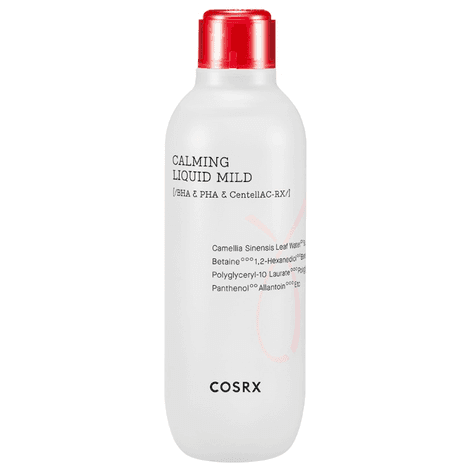 CALMING
LIQUID MILD
[/BHA & PHA & CentellAC-RX/]
Camellia Sinensis Leaf Water
Betaine°°°1,2-Hexanediol°°
Polyglyceryl-10 Laurate°°°
Panthenol°°Allantoin°°°Etc
COSRX